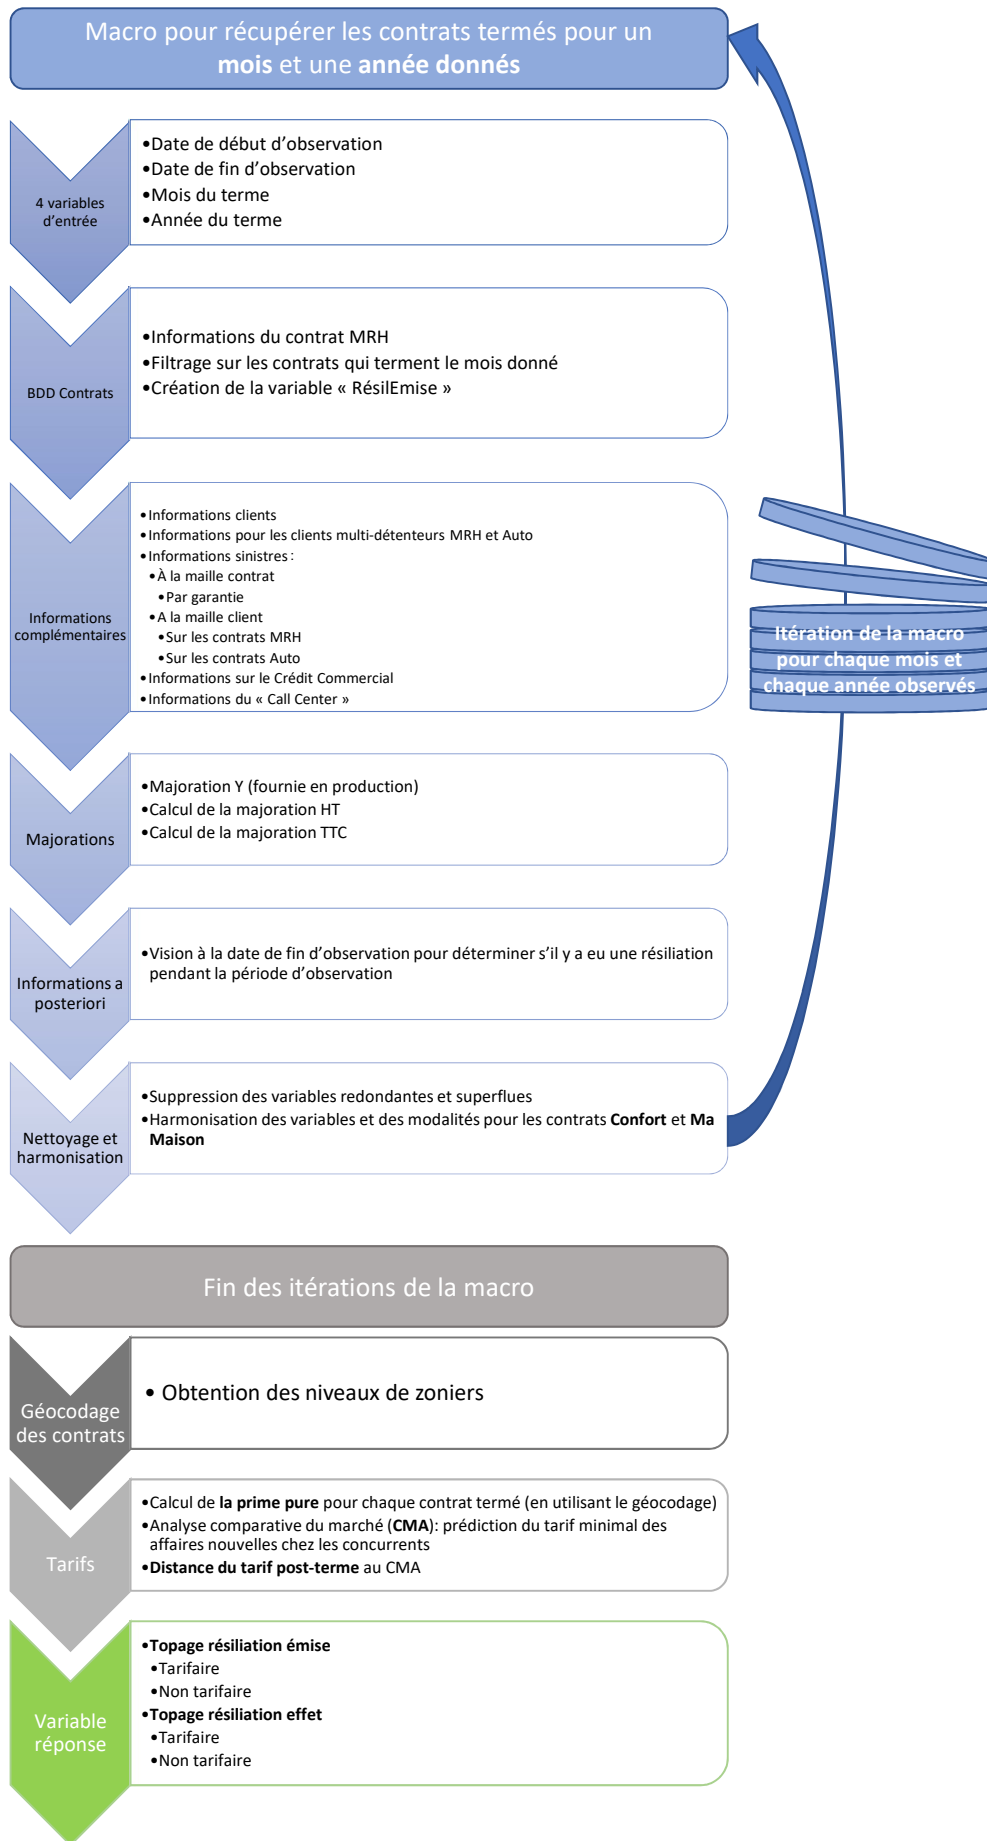 Macro pour récupérer les contrats termés pour un
mois et une année donnés
4 variables
d'entrée
•Date de début d'observation
•Date de fin d'observation
•Mois du terme
•Année du terme
BDD Contrats
•Informations du contrat MRH
•Filtrage sur les contrats qui terment le mois donné
•Création de la variable « RésilEmise »
Informations
complémentaires
•Informations clients
•Informations pour les clients multi-détenteurs MRH et Auto
•Informations sinistres :
•À la maille contrat
•Par garantie
•A la maille client
•Sur les contrats MRH
•Sur les contrats Auto
•Informations sur le Crédit Commercial
•Informations du « Call Center »
Itération de la macro
pour chaque mois et
chaque année observés
Majorations
•Majoration Y (fournie en production)
•Calcul de la majoration HT
•Calcul de la majoration TTC
Informations a
posteriori
•Vision à la date de fin d'observation pour déterminer s'il y a eu une résiliation
pendant la période d'observation
Nettoyage et
harmonisation
•Suppression des variables redondantes et superflues
•Harmonisation des variables et des modalités pour les contrats Confort et Ma
Maison
Fin des itérations de la macro
Géocodage
des contrats
• Obtention des niveaux de zoniers
Tarifs
•Calcul de la prime pure pour chaque contrat termé (en utilisant le géocodage)
•Analyse comparative du marché (CMA): prédiction du tarif minimal des
affaires nouvelles chez les concurrents
•Distance du tarif post-terme au CMA
Variable
réponse
•Topage résiliation émise
•Tarifaire
•Non tarifaire
•Topage résiliation effet
•Tarifaire
•Non tarifaire